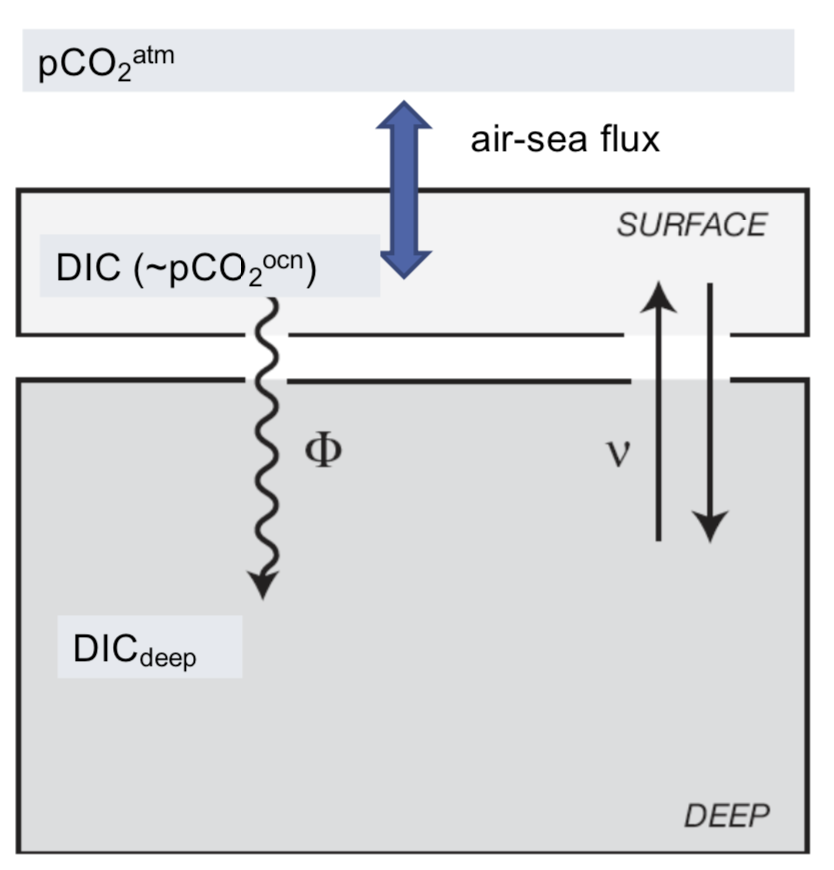 pCO₂ᵃᵗᵐ
air-sea flux
SURFACE
DIC (~pCO₂ᵒᶜⁿ)
Φ
ν
DICdeep
DEEP